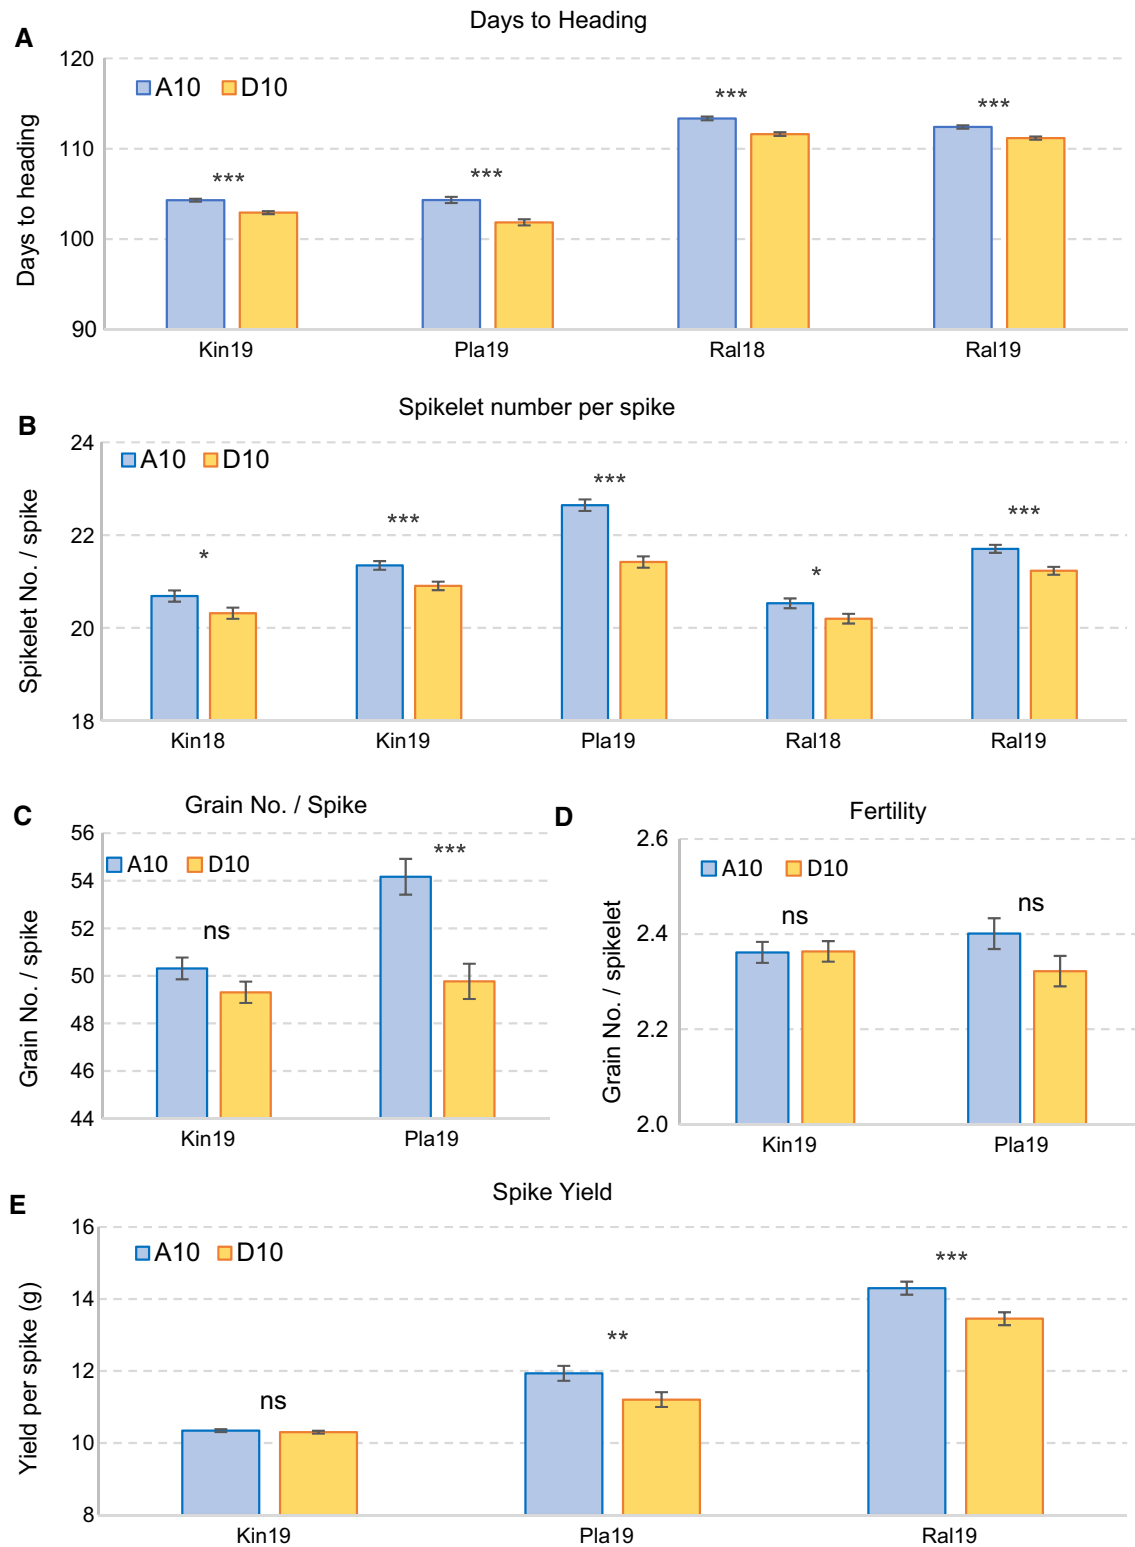 A
Days to Heading
A10 D10
Days to heading
120
110
100
90
***
***
***
***
Kin19 Pla19 Ral18 Ral19
B
Spikelet number per spike
A10 D10
Spikelet No. / spike
24
22
20
18
*
***
***
*
***
Kin18 Kin19 Pla19 Ral18 Ral19
C
Grain No. / Spike
A10 D10
Grain No. / spike
56
54
52
50
48
46
44
ns
***
Kin19 Pla19
D
Fertility
A10 D10
Grain No. / spikelet
2.6
2.4
2.2
2.0
ns
ns
Kin19 Pla19
E
Spike Yield
A10 D10
Yield per spike (g)
16
14
12
10
8
ns
**
***
Kin19 Pla19 Ral19